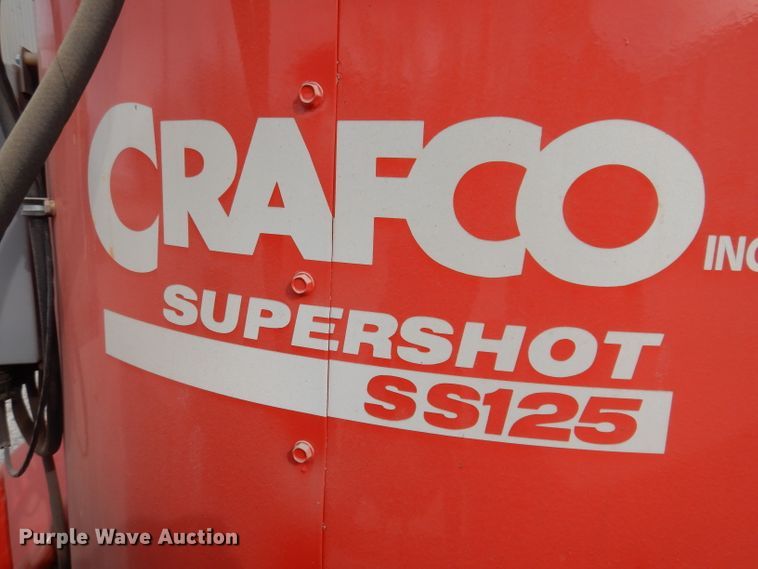 CRAFCO INC
SUPERSHOT
SS125
Purple Wave Auction